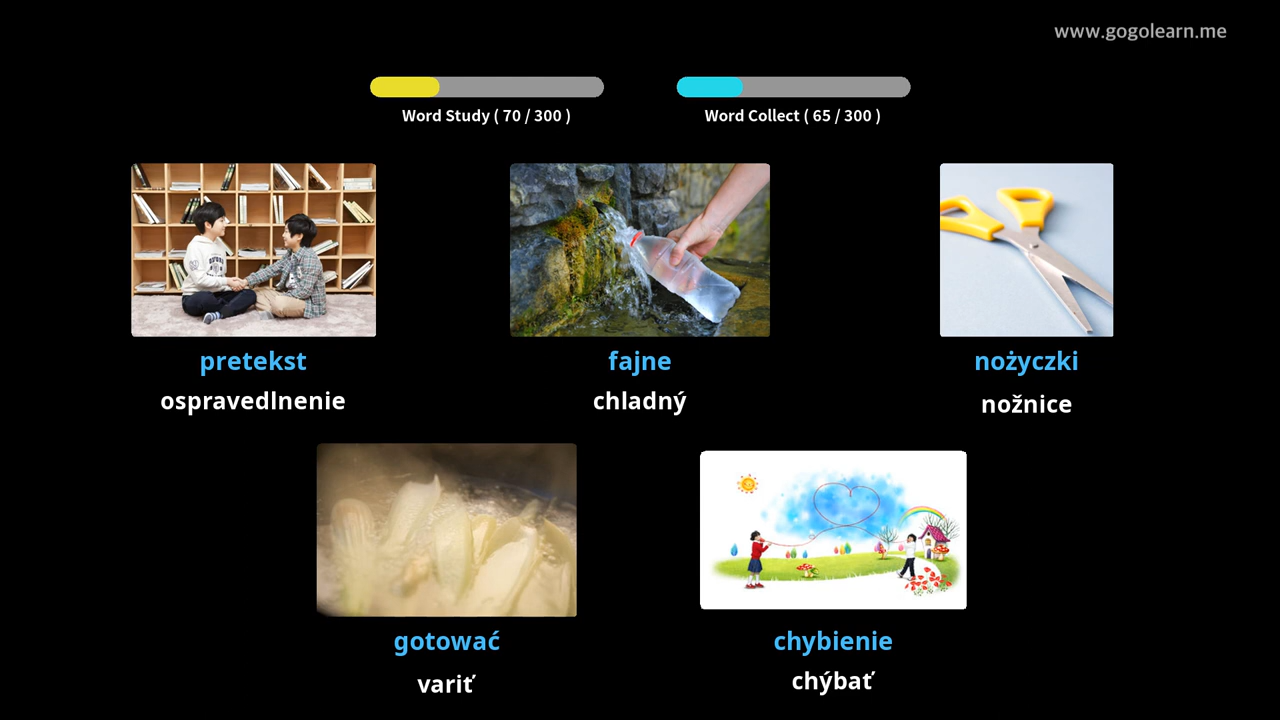 www.gogolearn.me
Word Study ( 70 / 300 )
Word Collect ( 65 / 300 )
pretekst
ospravedlnenie
fajne
chladný
nożyczki
nožnice
gotować
variť
chybienie
chýbať